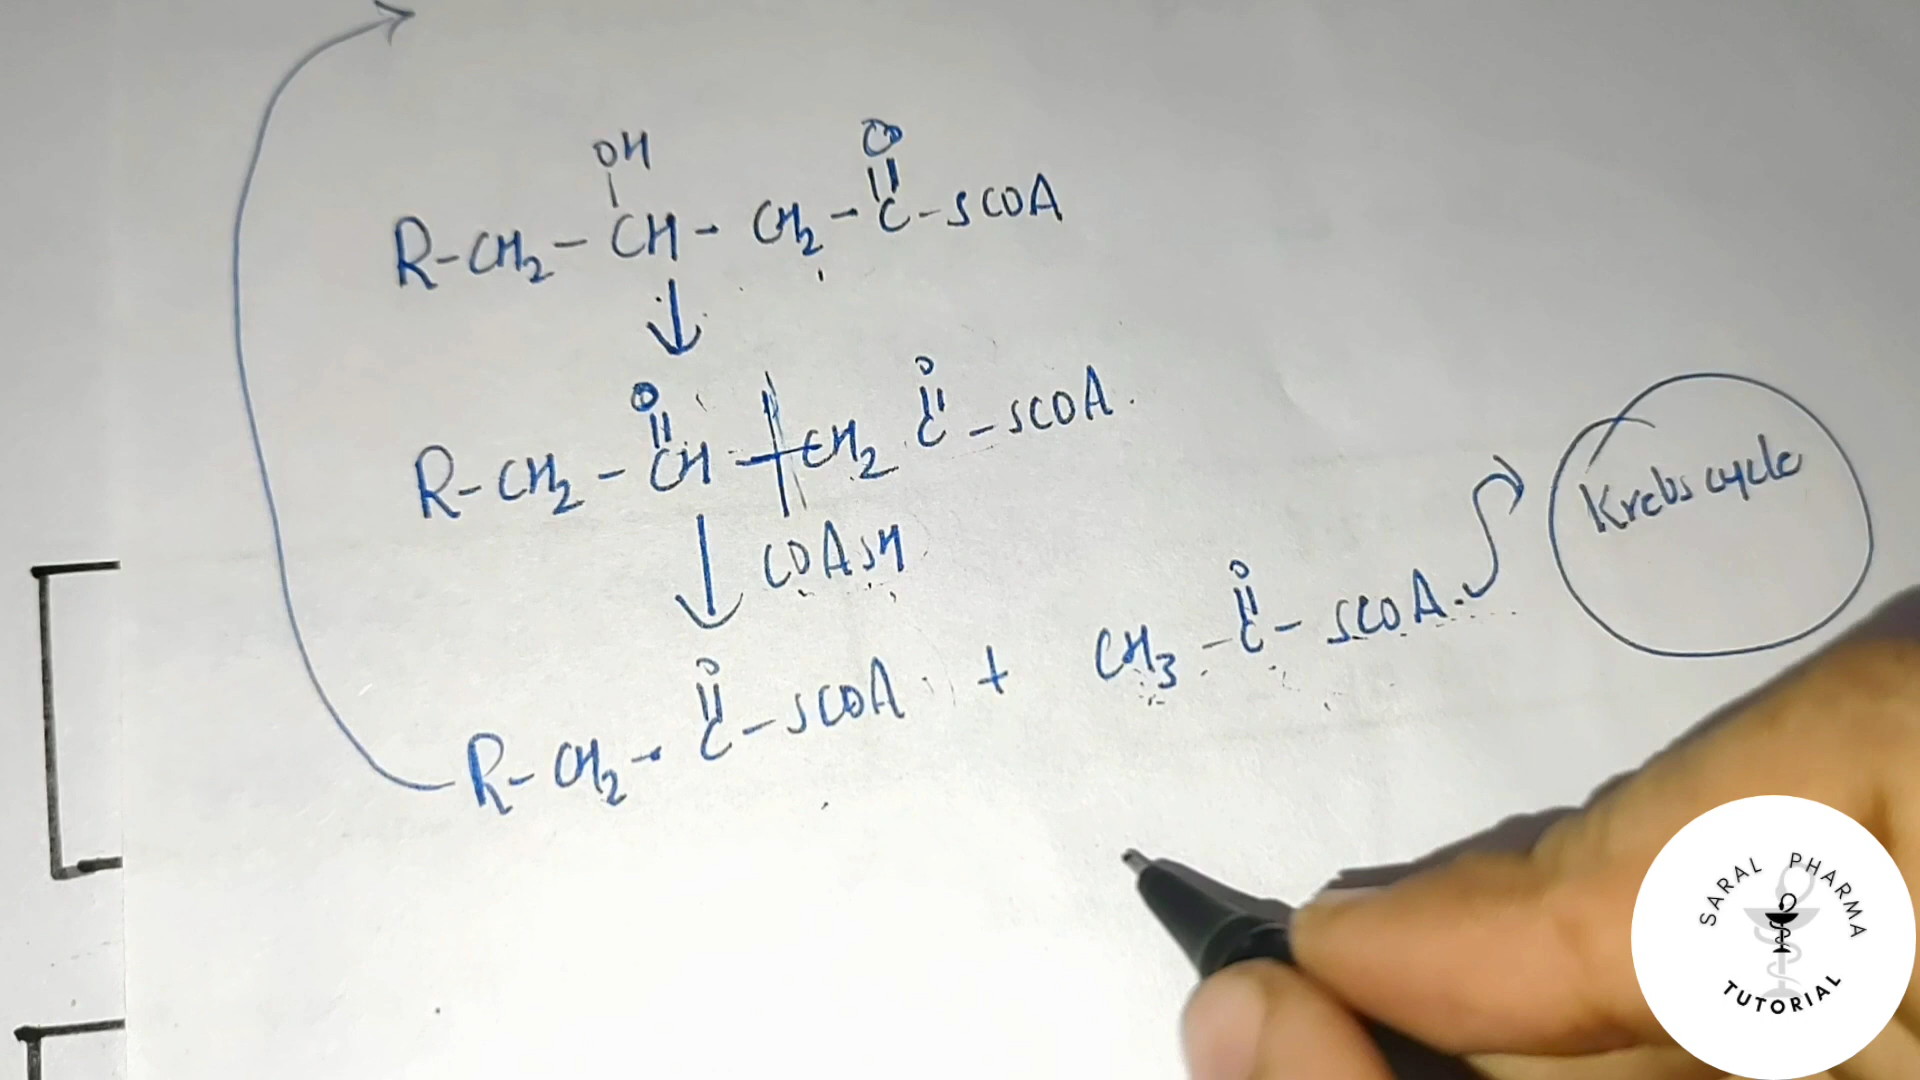 OH
O
R-CH₂-CH-CH₂-C-SCOA
O
O
R-CH₂-CH-CH₂ C-SCOA
COASH
O
O
R-CH₂-C-SCOA + CH₃-C-SCOA
Krebs cycle
SARAL PHARMA
TUTORIAL